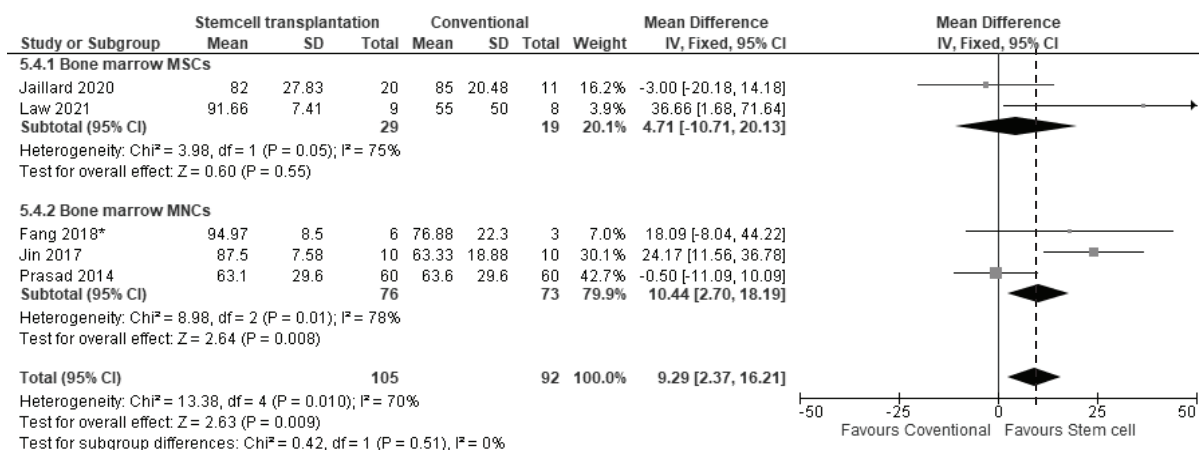 Stemcell transplantation Conventional Mean Difference Mean Difference
Study or Subgroup Mean SD Total Mean SD Total Weight IV, Fixed, 95% CI IV, Fixed, 95% CI
5.4.1 Bone marrow MSCs
Jaillard 2020 82 27.83 20 85 20.48 11 16.2% -3.00 [-20.18, 14.18]
Law 2021 91.66 7.41 9 55 50 8 3.9% 36.66 [1.68, 71.64]
Subtotal (95% CI) 29 19 20.1% 4.71 [-10.71, 20.13]
Heterogeneity: Chi² = 3.98, df = 1 (P = 0.05); I² = 75%
Test for overall effect: Z = 0.60 (P = 0.55)
5.4.2 Bone marrow MNCs
Fang 2018* 94.97 8.5 6 76.88 22.3 3 7.0% 18.09 [-8.04, 44.22]
Jin 2017 87.5 7.58 10 63.33 18.88 10 30.1% 24.17 [11.56, 36.78]
Prasad 2014 63.1 29.6 60 63.6 29.6 60 42.7% -0.50 [-11.09, 10.09]
Subtotal (95% CI) 76 73 79.9% 10.44 [2.70, 18.19]
Heterogeneity: Chi² = 8.98, df = 2 (P = 0.01); I² = 78%
Test for overall effect: Z = 2.64 (P = 0.008)
Total (95% CI) 105 92 100.0% 9.29 [2.37, 16.21]
Heterogeneity: Chi² = 13.38, df = 4 (P = 0.010); I² = 70%
Test for overall effect: Z = 2.63 (P = 0.009)
Test for subgroup differences: Chi² = 0.42, df = 1 (P = 0.51), I² = 0%
-50 -25 0 25 50
Favours Coventional Favours Stem cell